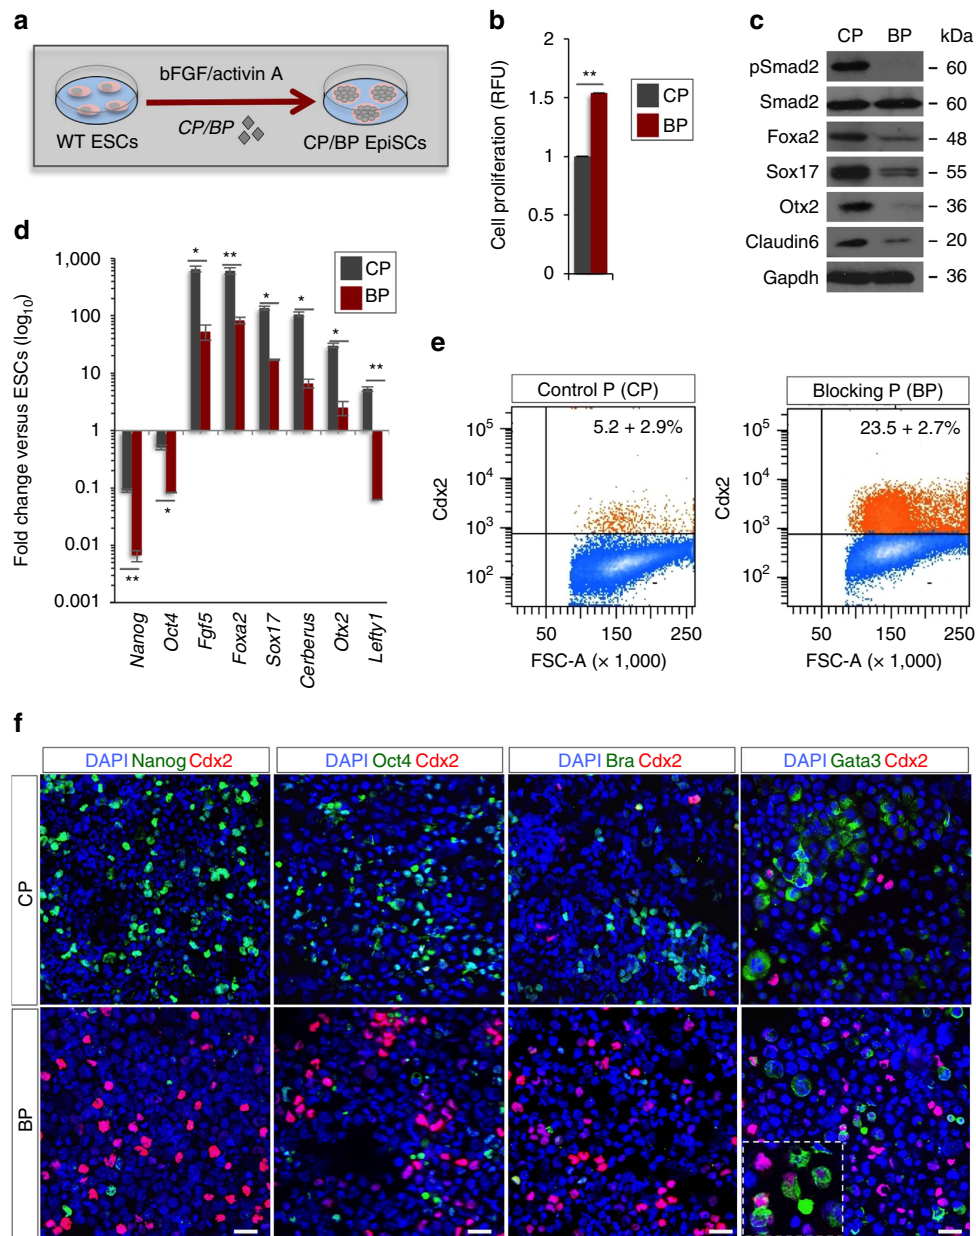 a
bFGF/activin A
CP/BP
WT ESCs
CP/BP EpiSCs
b
Cell proliferation (RFU)
2
1.5
1
0.5
0
**
CP
BP
c
CP BP kDa
pSmad2 – 60
Smad2 – 60
Foxa2 – 48
Sox17 – 55
Otx2 – 36
Claudin6 – 20
Gapdh – 36
d
Fold change versus ESCs (log10)
1,000
100
10
1
0.1
0.01
0.001
* ** * * * **
CP
BP
*
**
Nanog Oct4 Fgf5 Foxa2 Sox17 Cerberus Otx2 Lefty1
e
Control P (CP)
5.2 + 2.9%
Cdx2
10^5
10^4
10^3
10^2
50 150 250
FSC-A (× 1,000)
Blocking P (BP)
23.5 + 2.7%
Cdx2
10^5
10^4
10^3
10^2
50 150 250
FSC-A (× 1,000)
f
DAPI Nanog Cdx2
DAPI Oct4 Cdx2
DAPI Bra Cdx2
DAPI Gata3 Cdx2
CP
BP